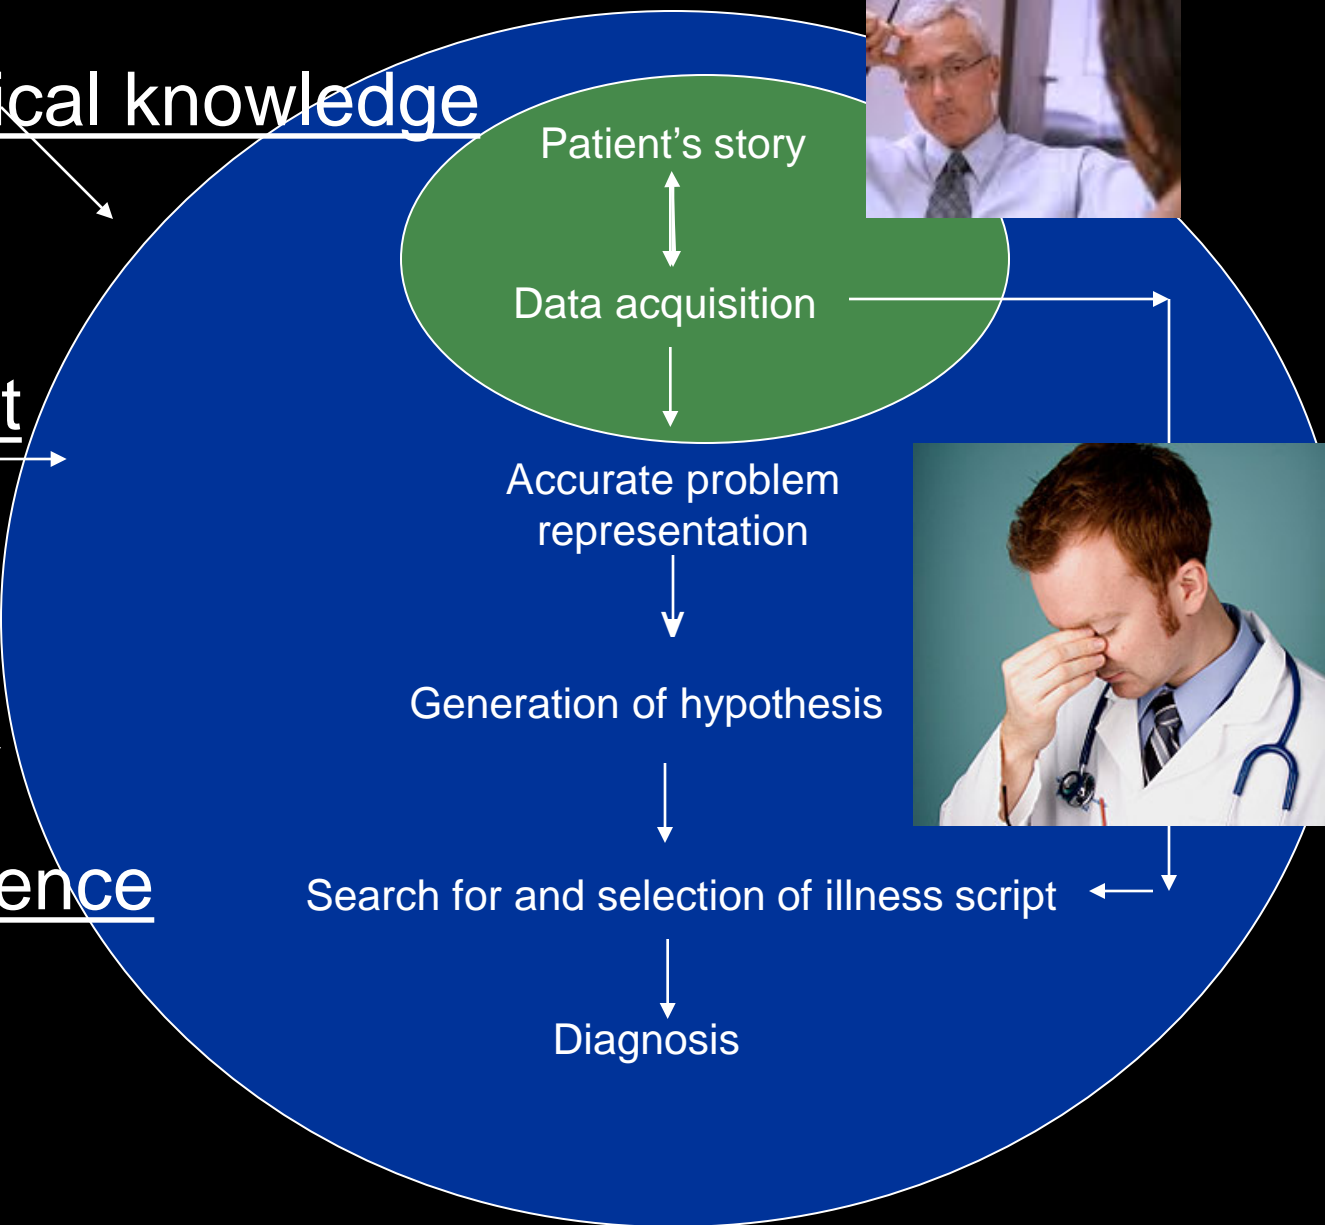 ical knowledge
Patient's story
Data acquisition
t
Accurate problem
representation
Generation of hypothesis
ence
Search for and selection of illness script
Diagnosis